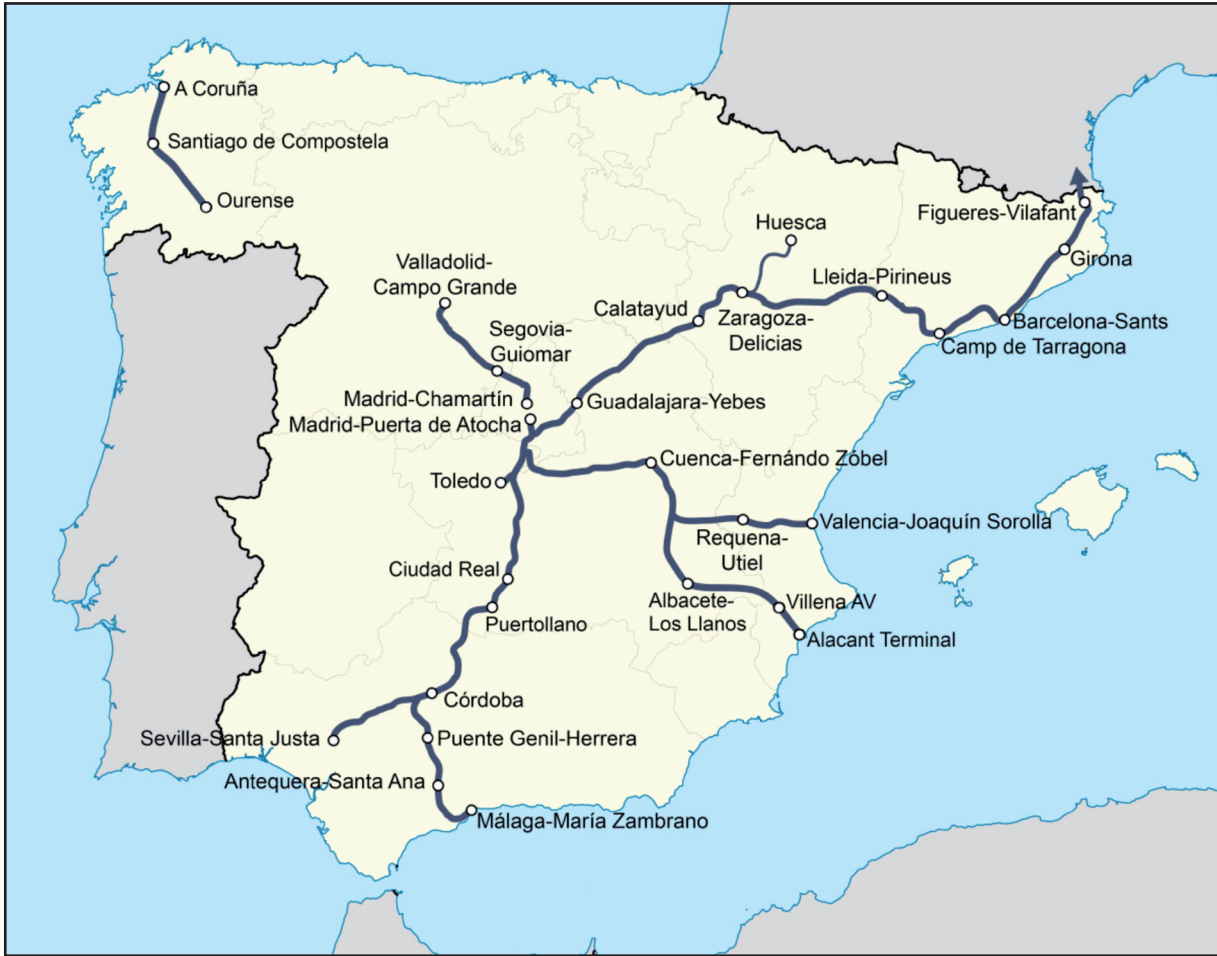 A Coruña
Santiago de Compostela
Ourense
Huesca
Figueres-Vilafant
Girona
Valladolid-
Campo Grande
Lleida-Pirineus
Calatayud
Zaragoza-
Delicias
Barcelona-Sants
Camp de Tarragona
Segovia-
Guiomar
Madrid-Chamartín
Madrid-Puerta de Atocha
Guadalajara-Yebes
Toledo
Cuenca-Fernándo Zóbel
Requena-
Utiel
Valencia-Joaquín Sorolla
Ciudad Real
Puertollano
Albacete-
Los Llanos
Villena AV
Alacant Terminal
Córdoba
Sevilla-Santa Justa
Puente Genil-Herrera
Antequera-Santa Ana
Málaga-María Zambrano